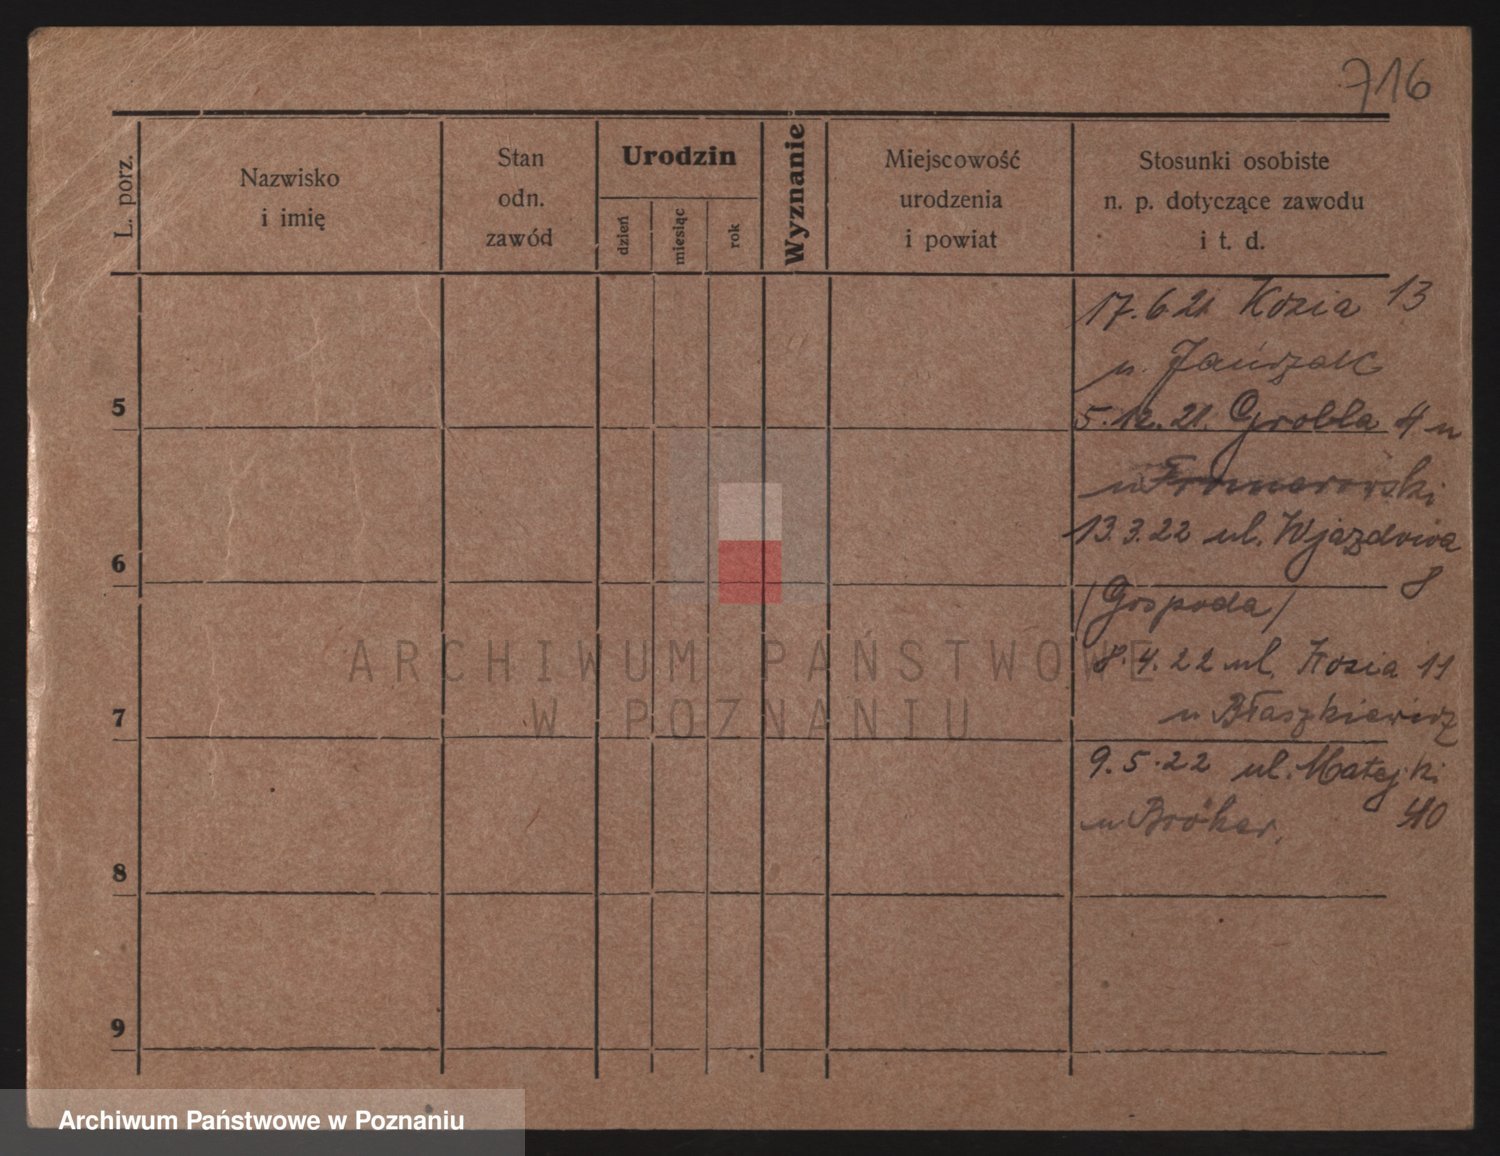 716
L. porz.
Nazwisko
i imię
Stan
odn.
zawód
Urodzin
dzień
miesiąc
rok
Wyznanie
Miejscowość
urodzenia
i powiat
Stosunki osobiste
n. p. dotyczące zawodu
i t. d.
17.6.21 Kozia 13
u. Jańczak
5
5.12.21. Grobla 4 u
u
13.3.22 ul. Wjazdowa
6
8
(Gospoda)
8.4.22 ul. Kozia 11
7
u Błaszkiewicz
9.5.22 ul. Matejki
40
u Bröker.
8
9
ARCHIWUM PAŃSTWOWE
W POZNANIU
Archiwum Państwowe w Poznaniu